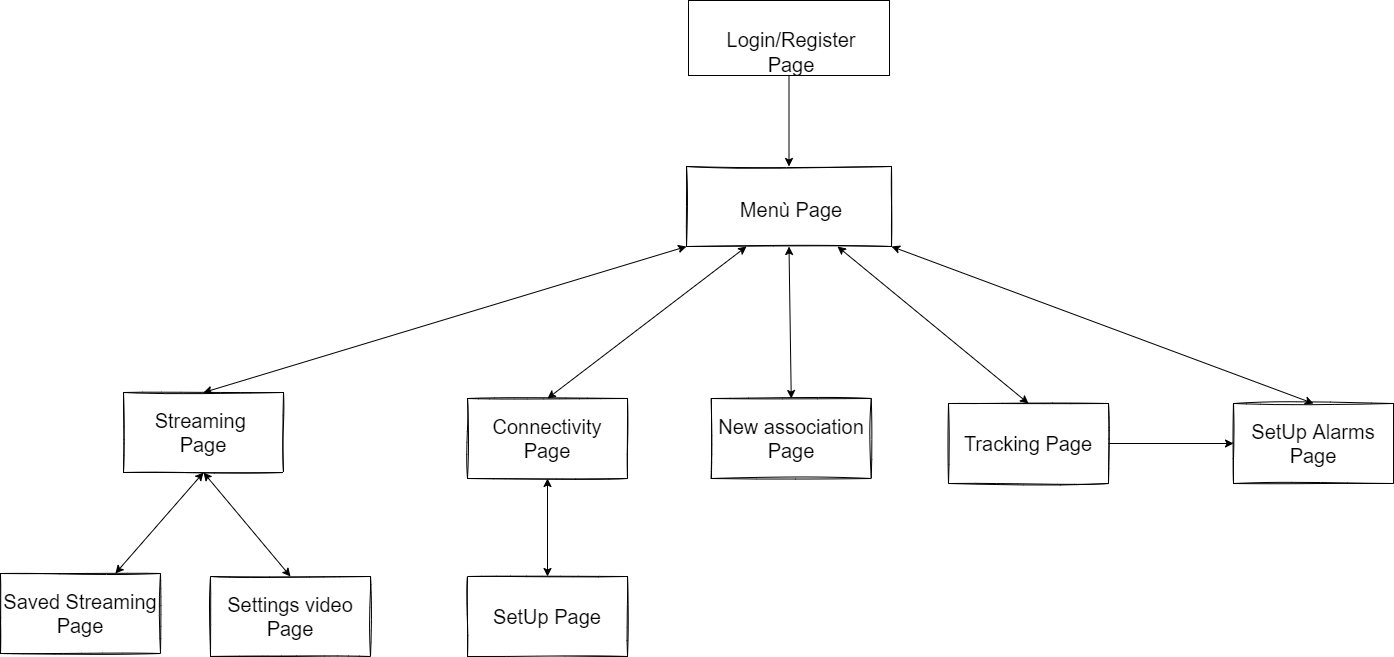 Login/Register
Page
Menù Page
Streaming
Page
Connectivity
Page
New association
Page
Tracking Page
SetUp Alarms
Page
Saved Streaming
Page
Settings video
Page
SetUp Page